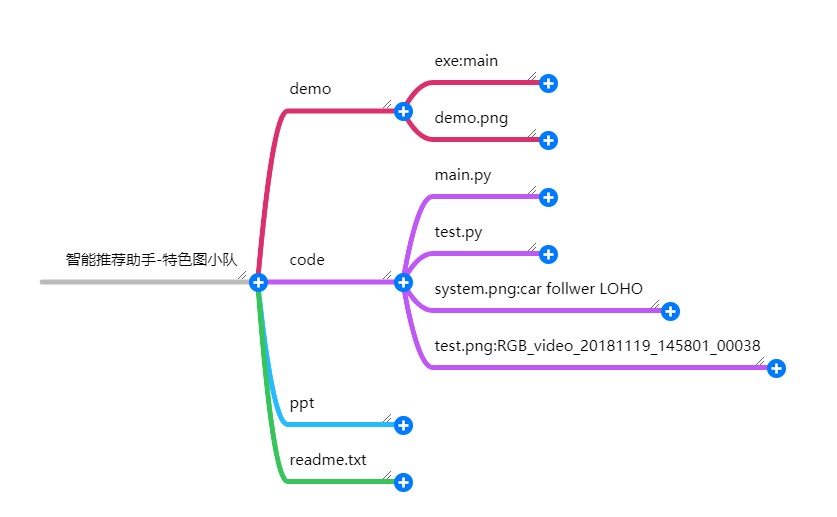 智能推荐助手-特色图小队
demo
exe:main
demo.png
code
main.py
test.py
system.png:car follwer LOHO
test.png:RGB_video_20181119_145801_00038
ppt
readme.txt